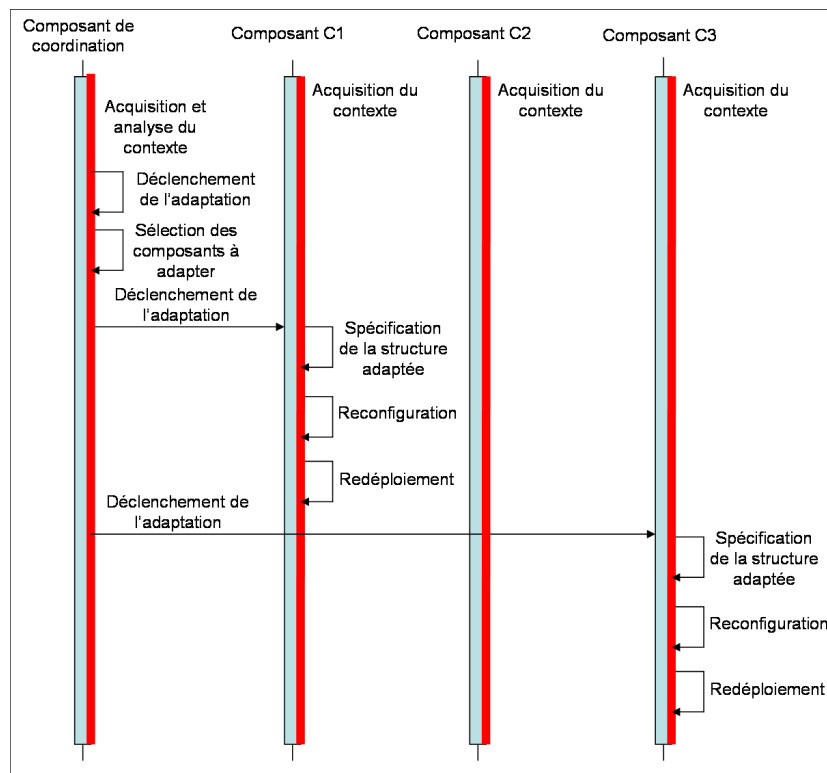 Composant de
coordination
Composant C1
Composant C2
Composant C3
Acquisition et
analyse du
contexte
Acquisition du
contexte
Acquisition du
contexte
Acquisition du
contexte
Déclenchement
de l'adaptation
Sélection des
composants à
adapter
Déclenchement de
l'adaptation
Spécification
de la structure
adaptée
Reconfiguration
Redéploiement
Déclenchement de
l'adaptation
Spécification
de la structure
adaptée
Reconfiguration
Redéploiement